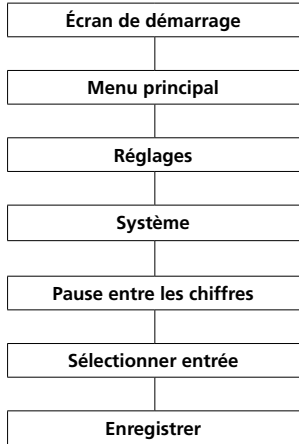 Écran de démarrage
Menu principal
Réglages
Système
Pause entre les chiffres
Sélectionner entrée
Enregistrer